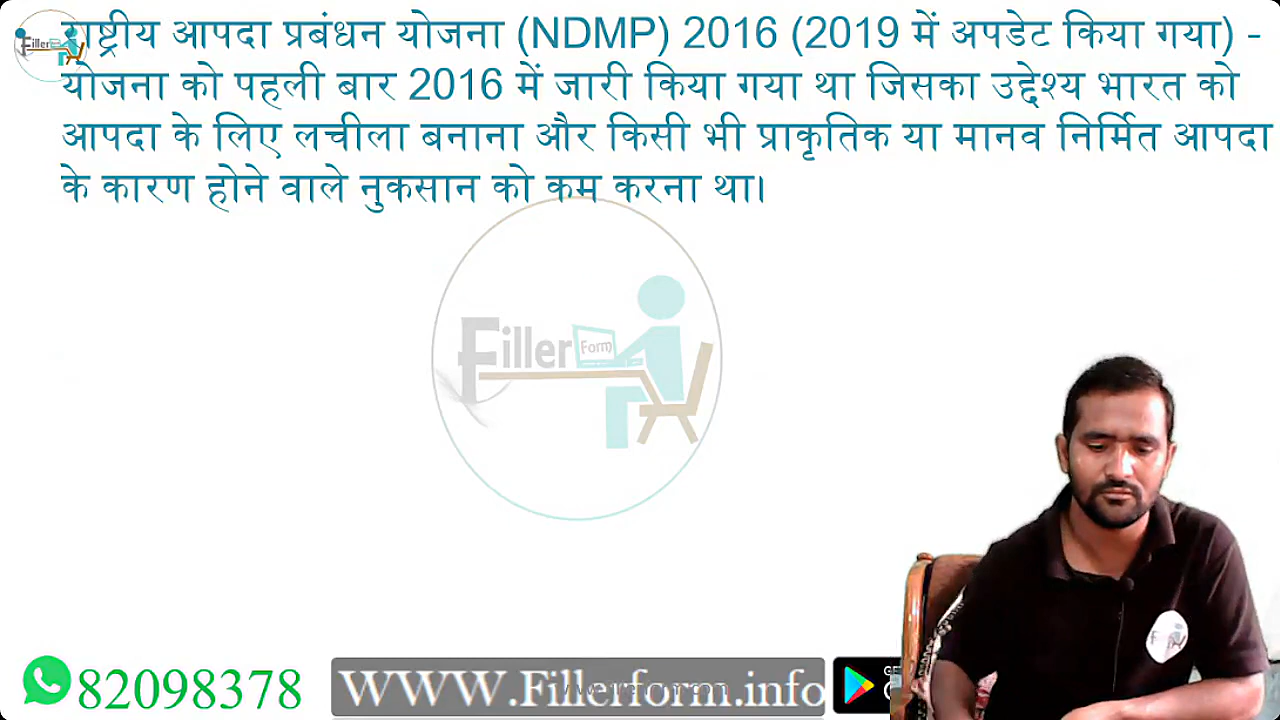 राष्ट्रीय आपदा प्रबंधन योजना (NDMP) 2016 (2019 में अपडेट किया गया) -
योजना को पहली बार 2016 में जारी किया गया था जिसका उद्देश्य भारत को
आपदा के लिए लचीला बनाना और किसी भी प्राकृतिक या मानव निर्मित आपदा
के कारण होने वाले नुकसान को कम करना था।
Filler Form
82098378
WWW.Fillerform.info